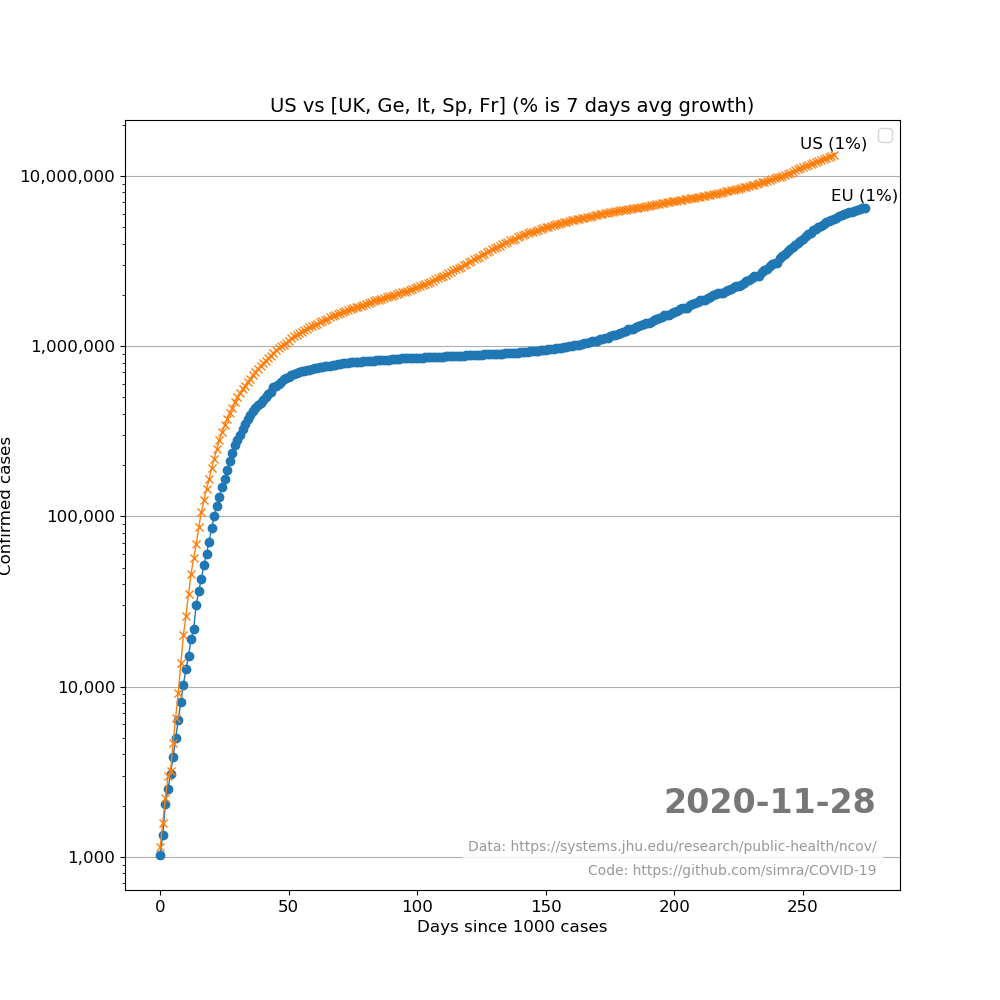 US vs [UK, Ge, It, Sp, Fr] (% is 7 days avg growth)
US (1%)
EU (1%)
10,000,000
1,000,000
100,000
10,000
1,000
Confirmed cases
2020-11-28
Data: https://systems.jhu.edu/research/public-health/ncov/
Code: https://github.com/simra/COVID-19
0 50 100 150 200 250
Days since 1000 cases